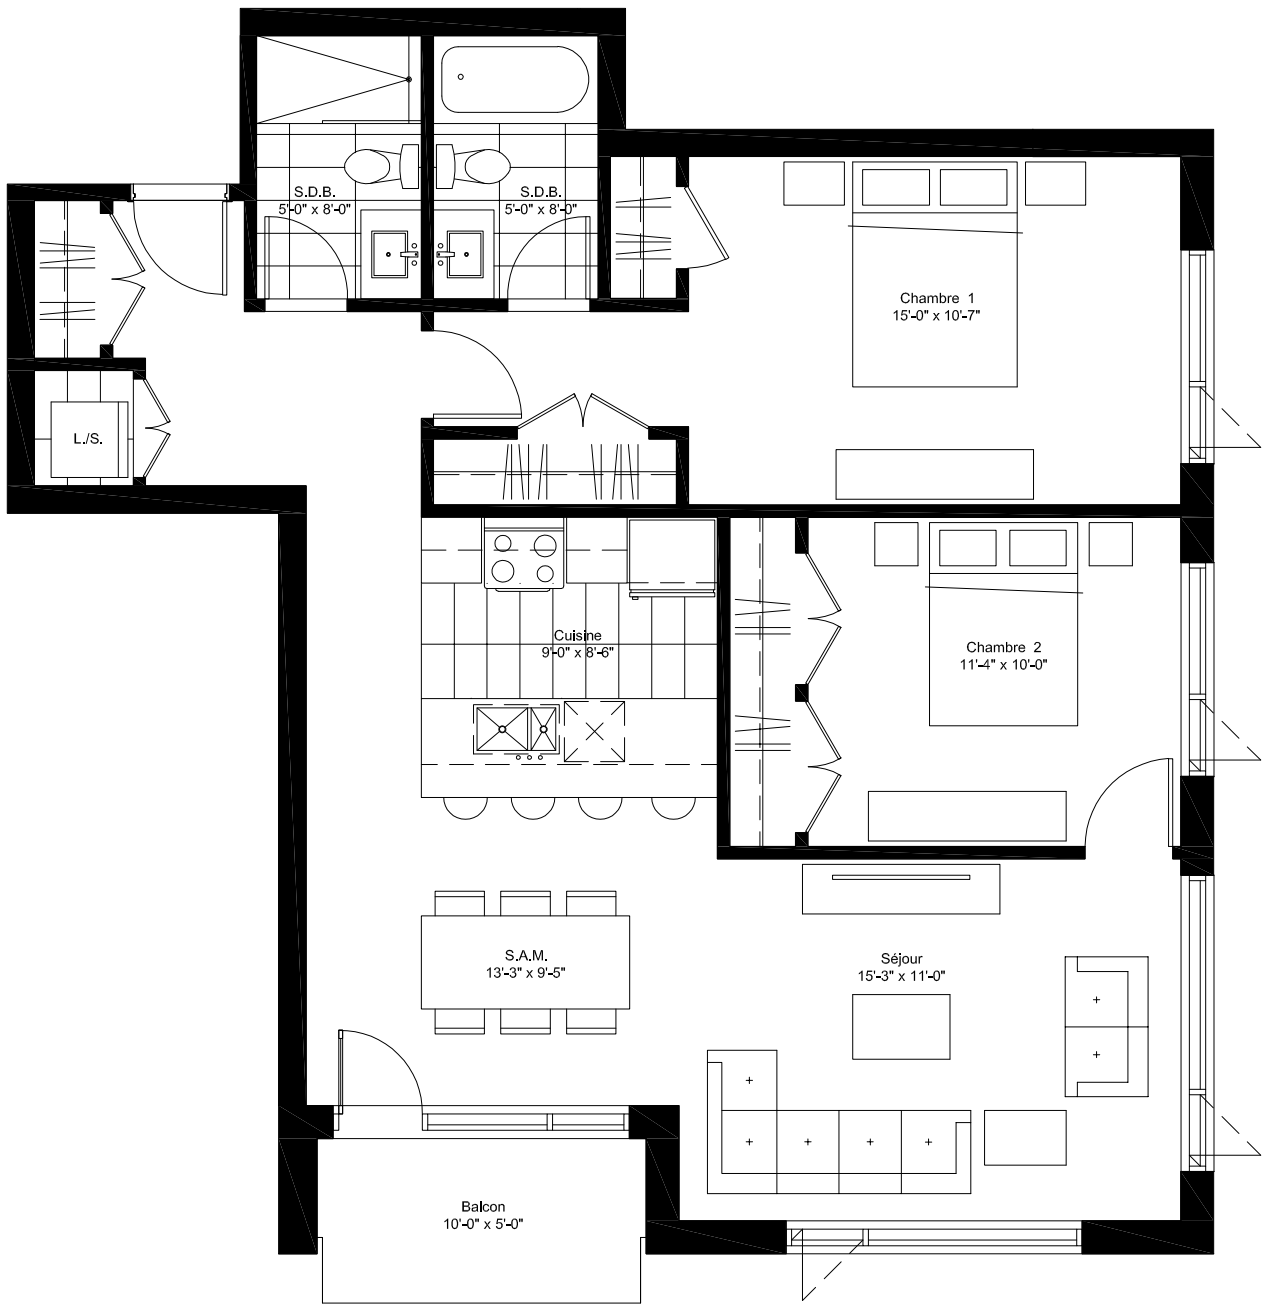 S.D.B.
5'-0" x 8'-0"
S.D.B.
5'-0" x 8'-0"
Chambre 1
15'-0" x 10'-7"
L./S.
Cuisine
9'-0" x 8'-6"
Chambre 2
11'-4" x 10'-0"
S.A.M.
13'-3" x 9'-5"
Séjour
15'-3" x 11'-0"
Balcon
10'-0" x 5'-0"